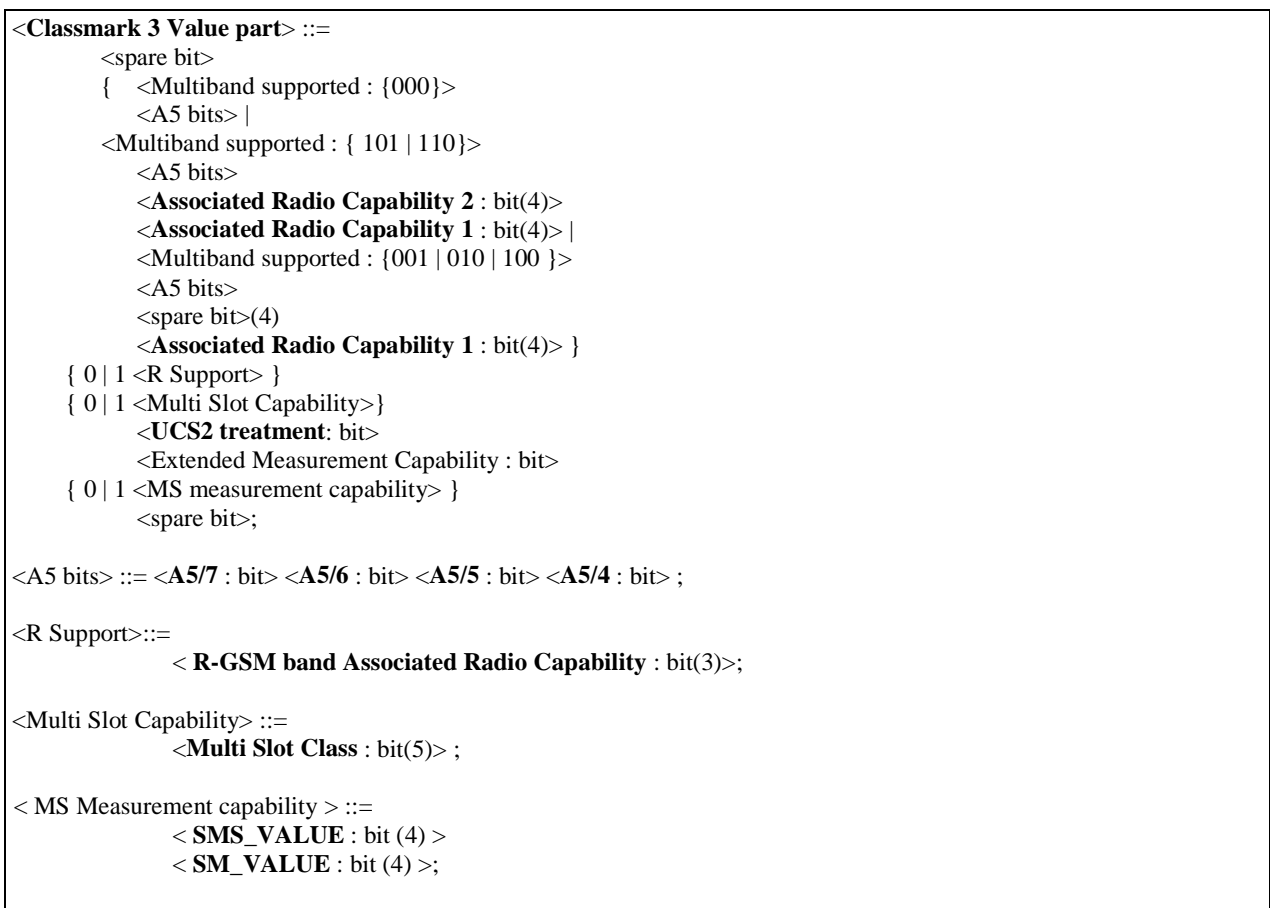 <Classmark 3 Value part> ::=
<spare bit>
{ <Multiband supported : {000}>
<A5 bits> |
<Multiband supported : { 101 | 110}>
<A5 bits>
<Associated Radio Capability 2 : bit(4)>
<Associated Radio Capability 1 : bit(4)> |
<Multiband supported : {001 | 010 | 100 }>
<A5 bits>
<spare bit>(4)
<Associated Radio Capability 1 : bit(4)> }
{ 0 | 1 <R Support> }
{ 0 | 1 <Multi Slot Capability>}
<UCS2 treatment: bit>
<Extended Measurement Capability : bit>
{ 0 | 1 <MS measurement capability> }
<spare bit>;
<A5 bits> ::= <A5/7 : bit> <A5/6 : bit> <A5/5 : bit> <A5/4 : bit> ;
<R Support>::=
< R-GSM band Associated Radio Capability : bit(3)>;
<Multi Slot Capability> ::=
<Multi Slot Class : bit(5)> ;
< MS Measurement capability > ::=
< SMS_VALUE : bit (4) >
< SM_VALUE : bit (4) >;